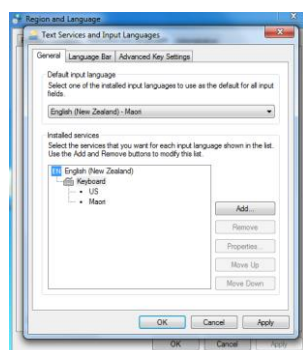 Region and Language
Text Services and Input Languages
General Language Bar Advanced Key Settings
Default input language
Select one of the installed input languages to use as the default for all input
fields.
English (New Zealand) - Maori
Installed services
Select the services that you want for each input language shown in the list.
Use the Add and Remove buttons to modify this list.
English (New Zealand)
Keyboard
US
Maori
Add...
Remove
Properties...
Move Up
Move Down
OK Cancel Apply
OK Cancel Apply